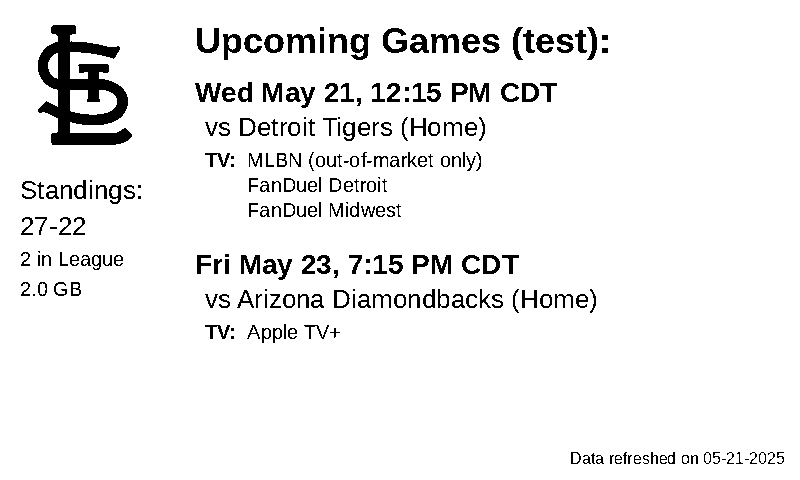 STL
Standings:
27-22
2 in League
2.0 GB
Upcoming Games (test):
Wed May 21, 12:15 PM CDT
vs Detroit Tigers (Home)
TV: MLBN (out-of-market only)
FanDuel Detroit
FanDuel Midwest
Fri May 23, 7:15 PM CDT
vs Arizona Diamondbacks (Home)
TV: Apple TV+
Data refreshed on 05-21-2025